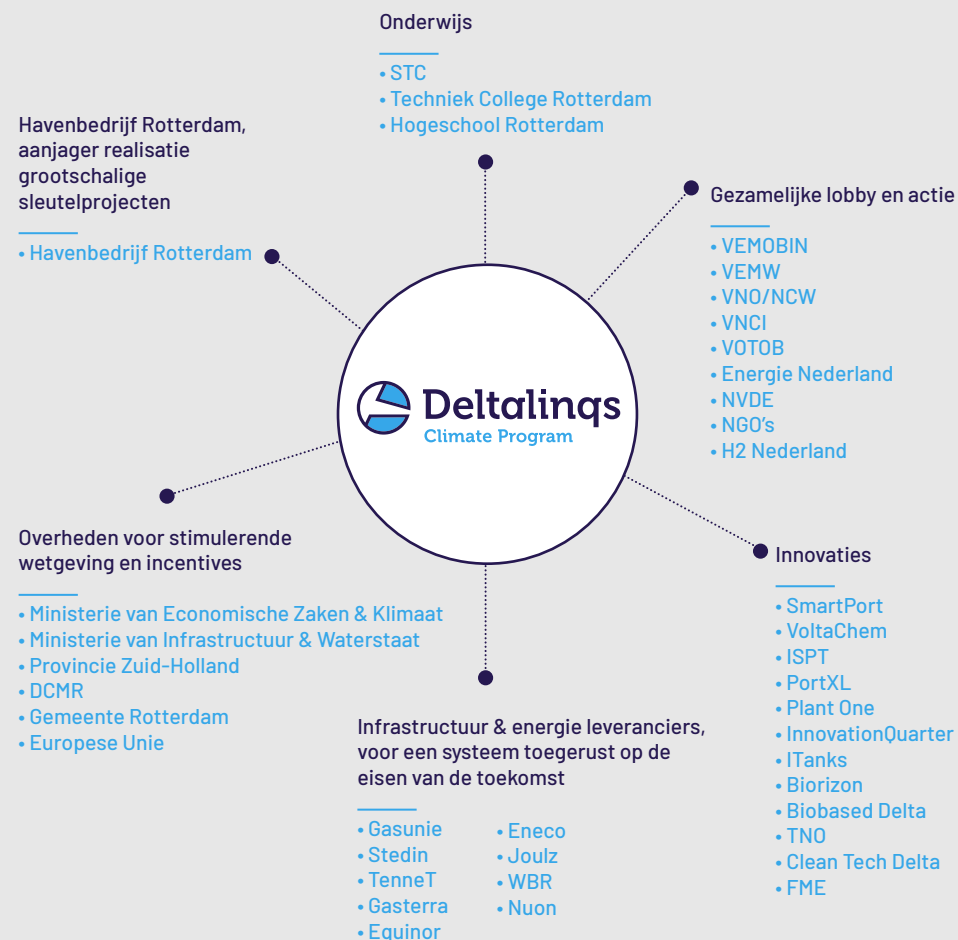 Onderwijs
• STC
• Techniek College Rotterdam
• Hogeschool Rotterdam
Havenbedrijf Rotterdam,
aanjager realisatie
grootschalige
sleutelprojecten
• Havenbedrijf Rotterdam
Gezamelijke lobby en actie
• VEMOBIN
• VEMW
• VNO/NCW
• VNCI
• VOTOB
• Energie Nederland
• NVDE
• NGO's
• H2 Nederland
Deltalinqs
Climate Program
Overheden voor stimulerende
wetgeving en incentives
• Ministerie van Economische Zaken & Klimaat
• Ministerie van Infrastructuur & Waterstaat
• Provincie Zuid-Holland
• DCMR
• Gemeente Rotterdam
• Europese Unie
Innovaties
• SmartPort
• VoltaChem
• ISPT
• PortXL
• Plant One
• InnovationQuarter
• ITanks
• Biorizon
• Biobased Delta
• TNO
• Clean Tech Delta
• FME
Infrastructuur & energie leveranciers,
voor een systeem toegerust op de
eisen van de toekomst
• Gasunie
• Stedin
• TenneT
• Gasterra
• Equinor
• Eneco
• Joulz
• WBR
• Nuon